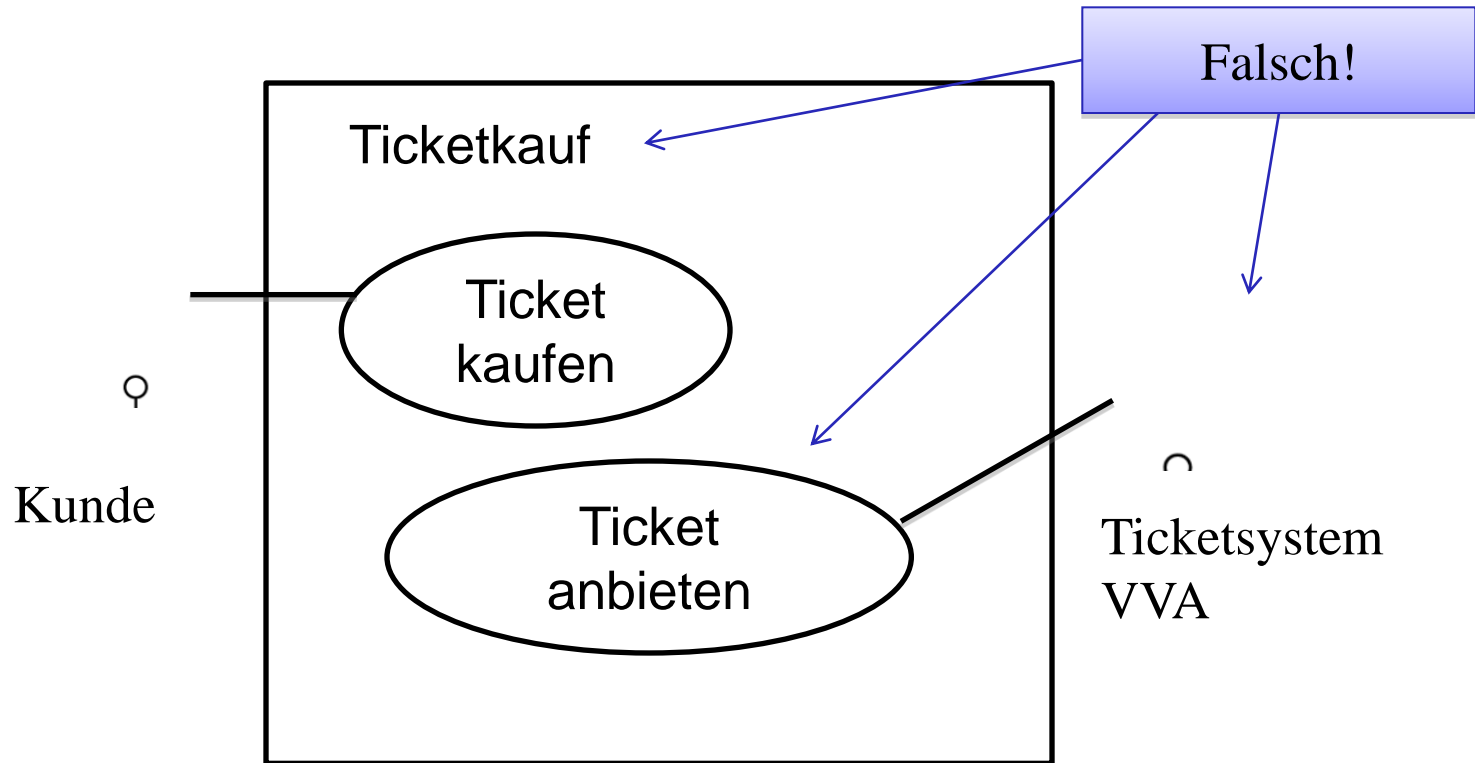 Falsch!
Ticketkauf
Ticket
kaufen
Kunde
Ticket
anbieten
Ticketsystem
VVA